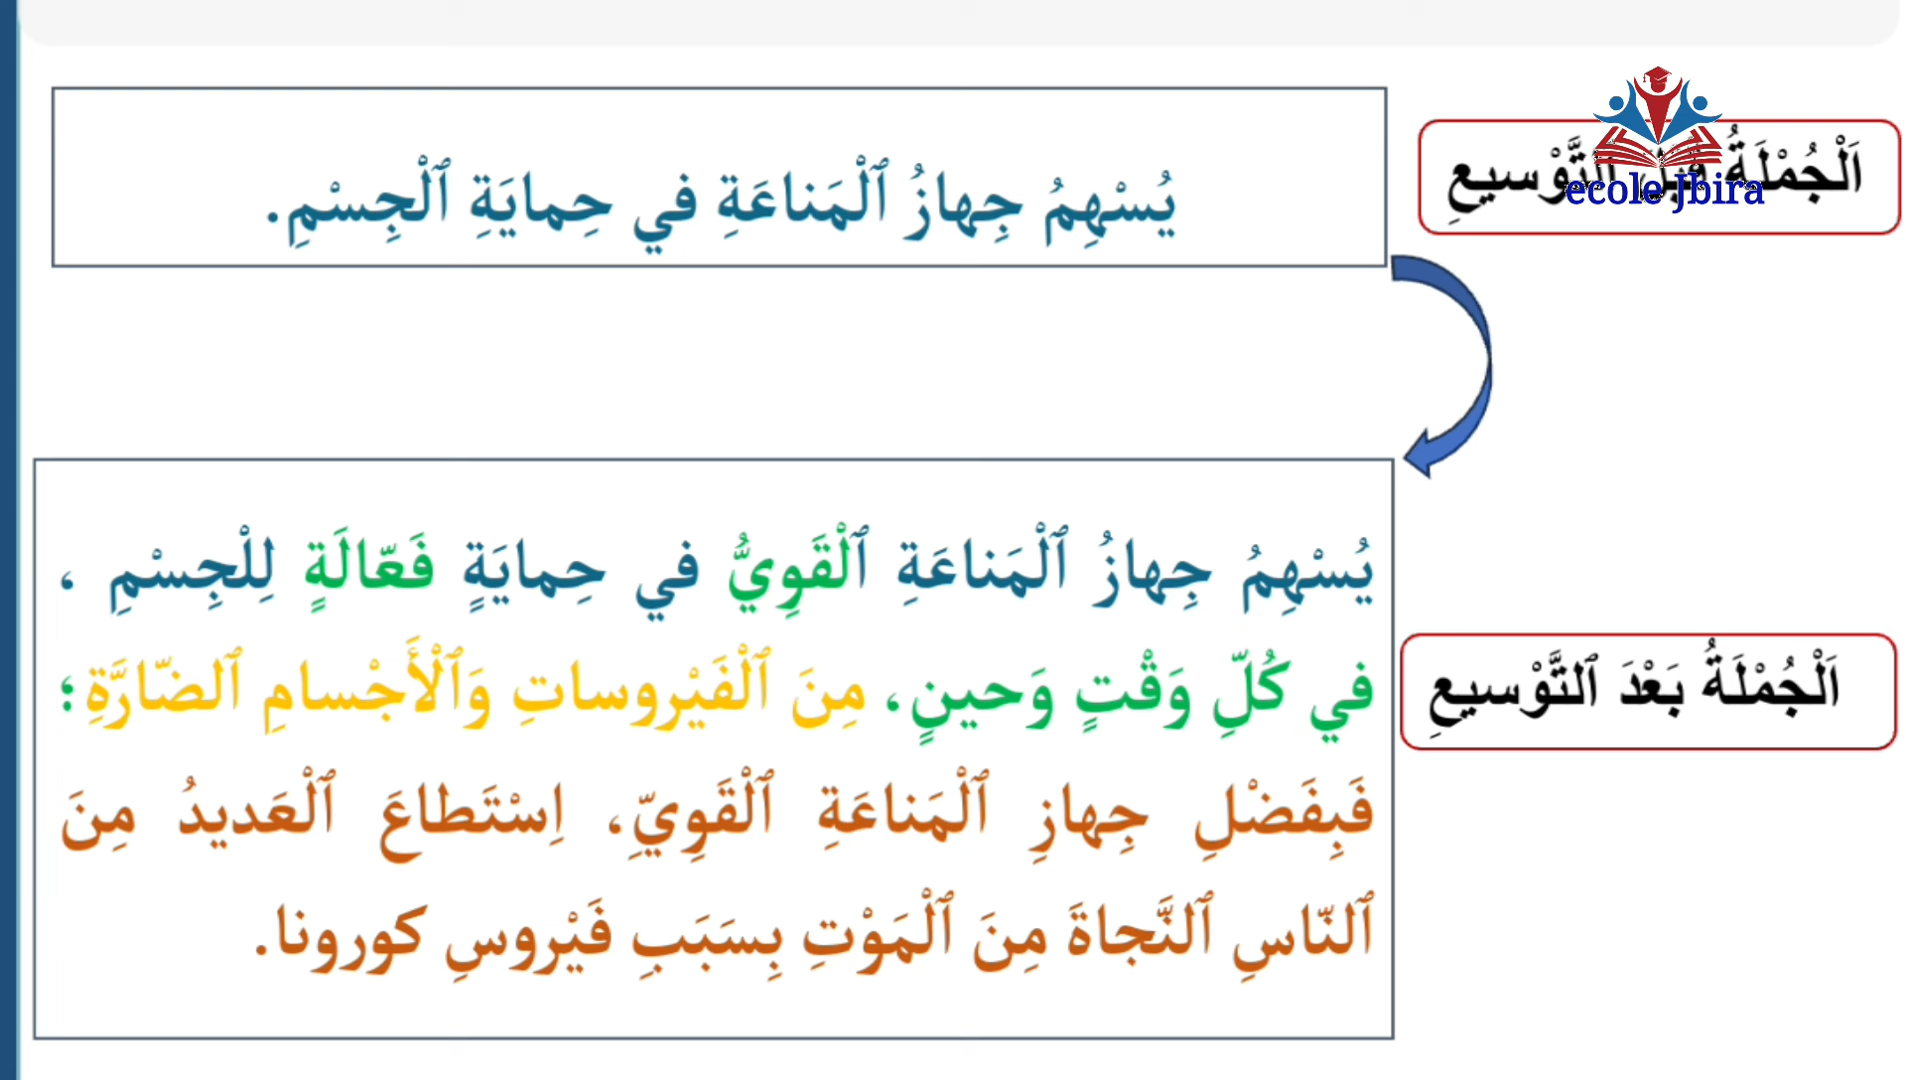 اَلْجُمْلَةُ قَبْلَ ٱلتَّوْسيعِ
ecole Jbira
يُسْهِمُ جِهازُ ٱلْمَناعَةِ في حِمايَةِ ٱلْجِسْمِ.
اَلْجُمْلَةُ بَعْدَ ٱلتَّوْسيعِ
يُسْهِمُ جِهازُ ٱلْمَناعَةِ ٱلْقَوِيُّ في حِمايَةٍ فَعّالَةٍ لِلْجِسْمِ ،
في كُلِّ وَقْتٍ وَحينٍ، مِنَ ٱلْفَيْروساتِ وَٱلْأَجْسامِ ٱلضّارَّةِ؛
فَبِفَضْلِ جِهازِ ٱلْمَناعَةِ ٱلْقَوِيِّ، اِسْتَطاعَ ٱلْعَديدُ مِنَ
ٱلنّاسِ ٱلنَّجاةَ مِنَ ٱلْمَوْتِ بِسَبَبِ فَيْروسِ كورونا.